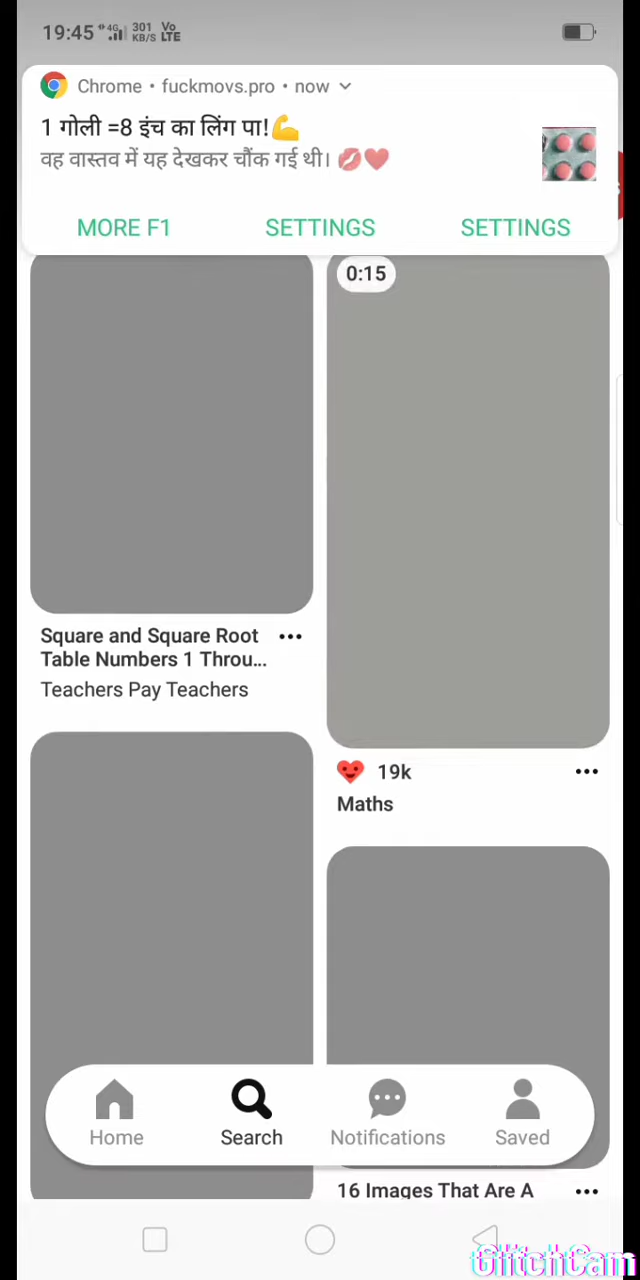 19:45 4G 301 KB/S Vo LTE
Chrome • fuckmovs.pro • now
1 गोली =8 इंच का लिंग पा!💪
वह वास्तव में यह देखकर चौंक गई थी। 💋❤️
MORE F1 SETTINGS SETTINGS
0:15
Square and Square Root
Table Numbers 1 Throu...
Teachers Pay Teachers
19k
Maths
16 Images That Are A
Home Search Notifications Saved
GlitchCam